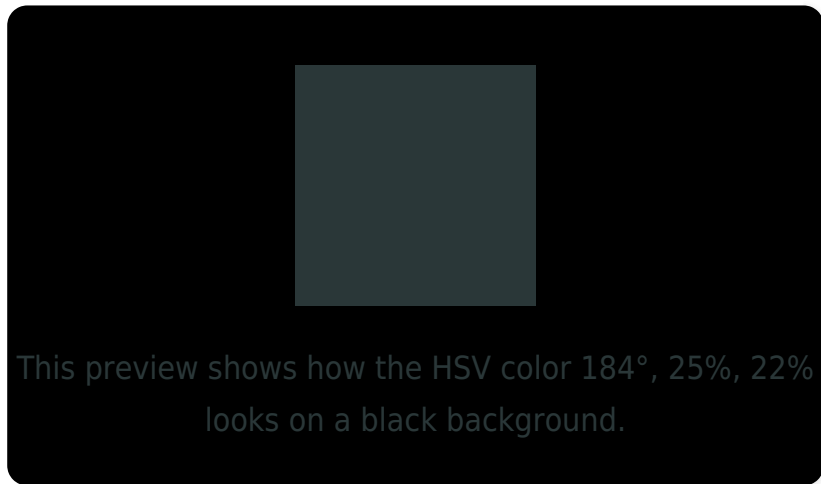 This preview shows how the HSV color 184°, 25%, 22%
looks on a black background.